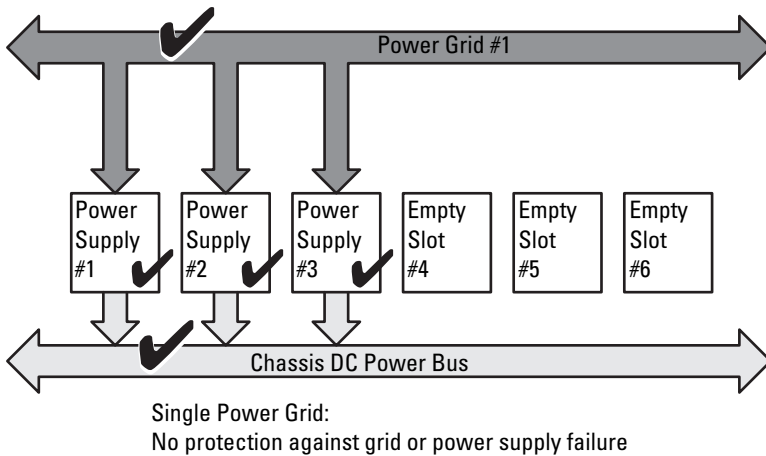 Power Grid #1
Power
Supply
#1
Power
Supply
#2
Power
Supply
#3
Empty
Slot
#4
Empty
Slot
#5
Empty
Slot
#6
Chassis DC Power Bus
Single Power Grid:
No protection against grid or power supply failure